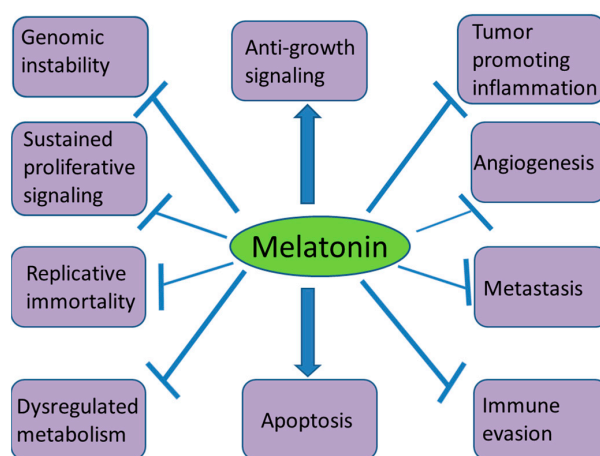 Genomic
instability
Anti-growth
signaling
Tumor
promoting
inflammation
Sustained
proliferative
signaling
Angiogenesis
Melatonin
Replicative
immortality
Metastasis
Dysregulated
metabolism
Apoptosis
Immune
evasion